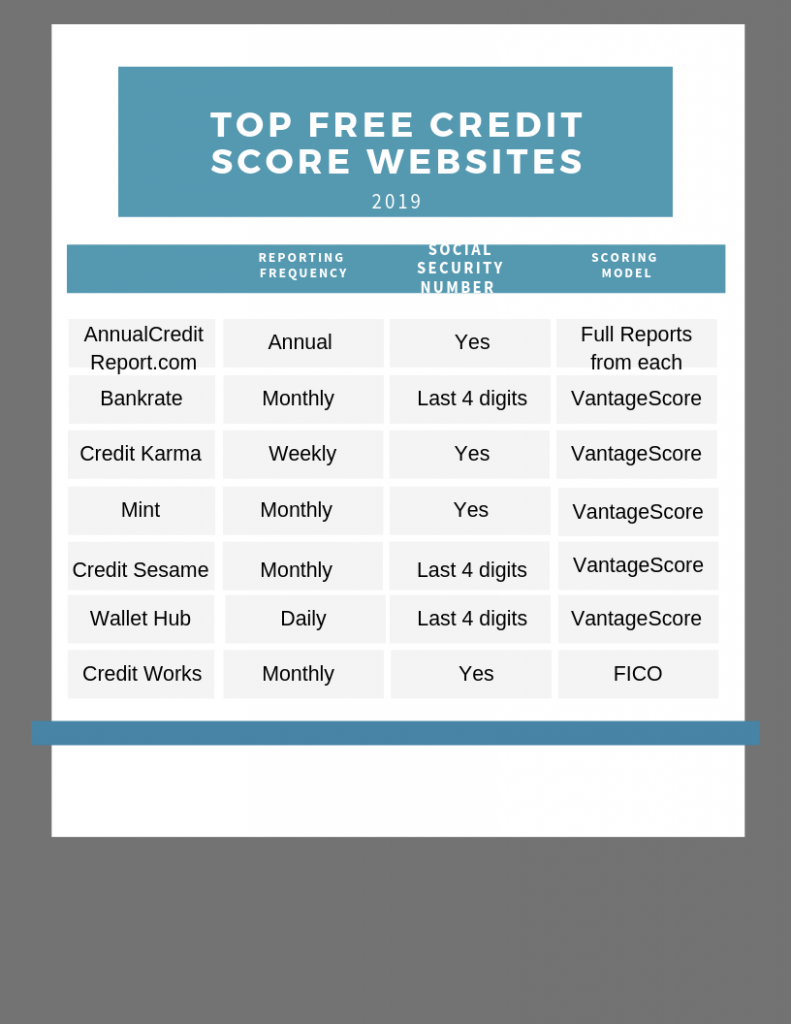 TOP FREE CREDIT
SCORE WEBSITES
2019
REPORTING
FREQUENCY
SOCIAL
SECURITY
NUMBER
SCORING
MODEL
AnnualCredit
Report.com
Annual
Yes
Full Reports
from each
Bankrate
Monthly
Last 4 digits
VantageScore
Credit Karma
Weekly
Yes
VantageScore
Mint
Monthly
Yes
VantageScore
Credit Sesame
Monthly
Last 4 digits
VantageScore
Wallet Hub
Daily
Last 4 digits
VantageScore
Credit Works
Monthly
Yes
FICO